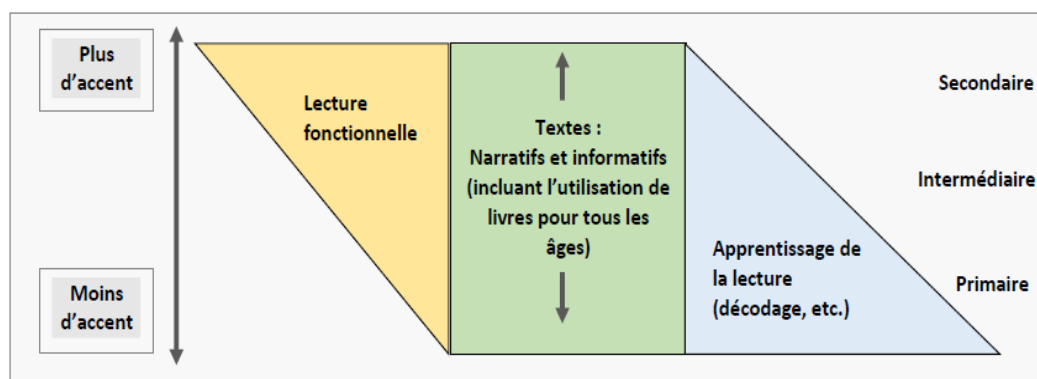 Plus
d'accent
Lecture
fonctionnelle
Textes :
Narratifs et informatifs
(incluant l'utilisation de
livres pour tous les
âges)
Apprentissage de
la lecture
(décodage, etc.)
Secondaire
Intermédiaire
Primaire
Moins
d'accent